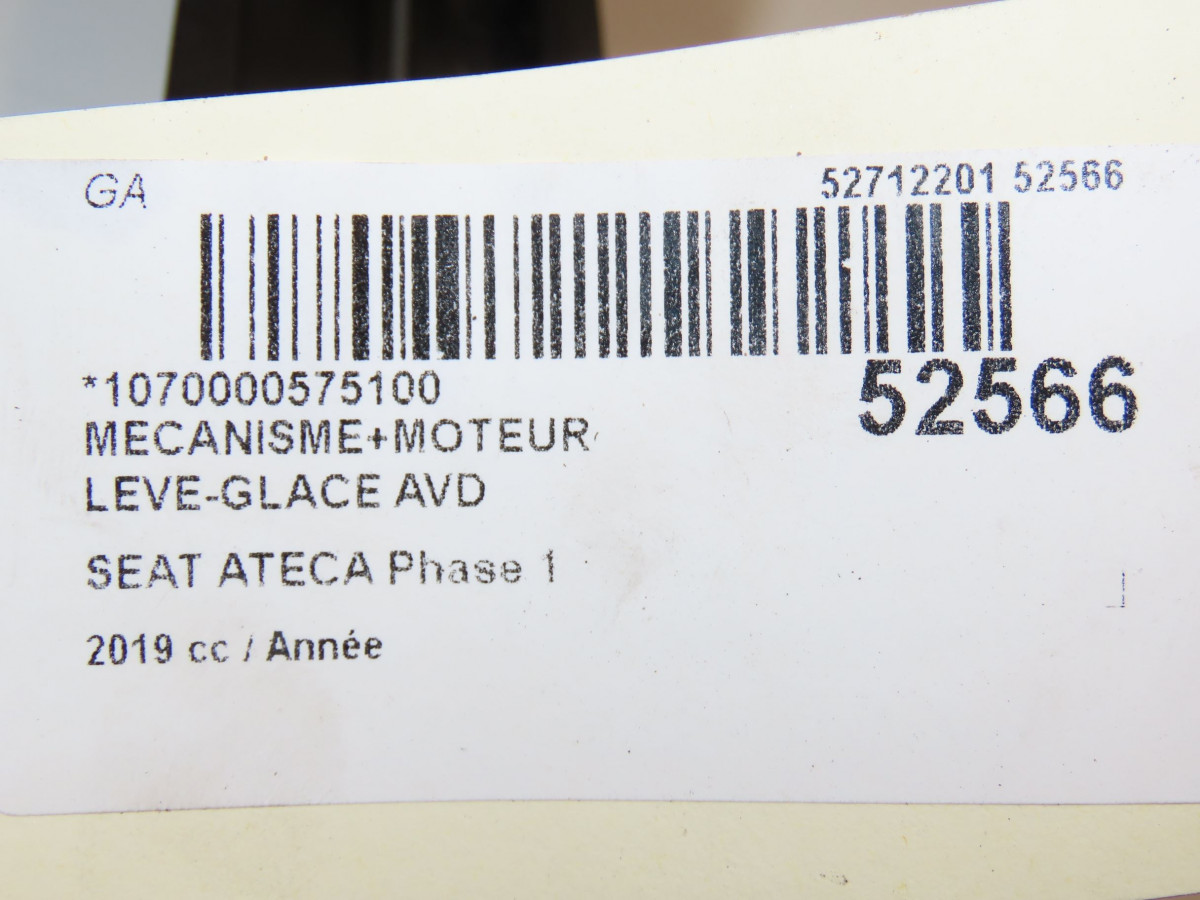 GA
52712201 52566
*1070000575100
52566
MECANISME+MOTEUR
LEVE-GLACE AVD
SEAT ATECA Phase 1
2019 cc / Année